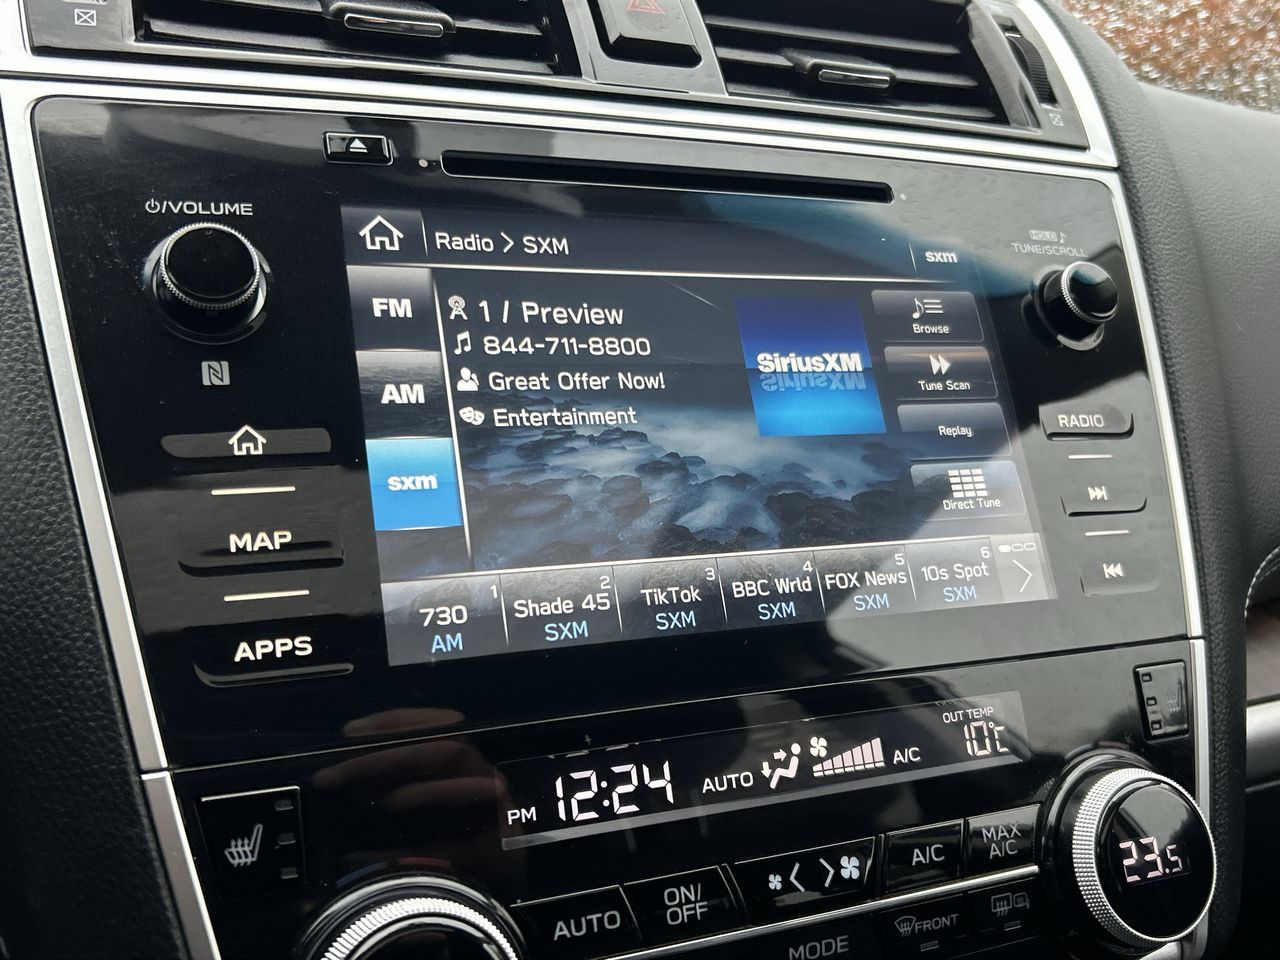 ⏻/VOLUME
HOLD ♪
TUNE/SCROLL
Radio > SXM
sxm
FM
AM
sxm
1 / Preview
844-711-8800
Great Offer Now!
Entertainment
SiriusXM
Browse
Tune Scan
Replay
Direct Tune
RADIO
MAP
APPS
1
730
AM
2
Shade 45
SXM
3
TikTok
SXM
4
BBC Wrld
SXM
5
FOX News
SXM
6
10s Spot
SXM
PM 12:24
AUTO
A/C
OUT TEMP
10°C
23.5
AUTO
ON/
OFF
A/C
MAX
A/C
MODE
FRONT